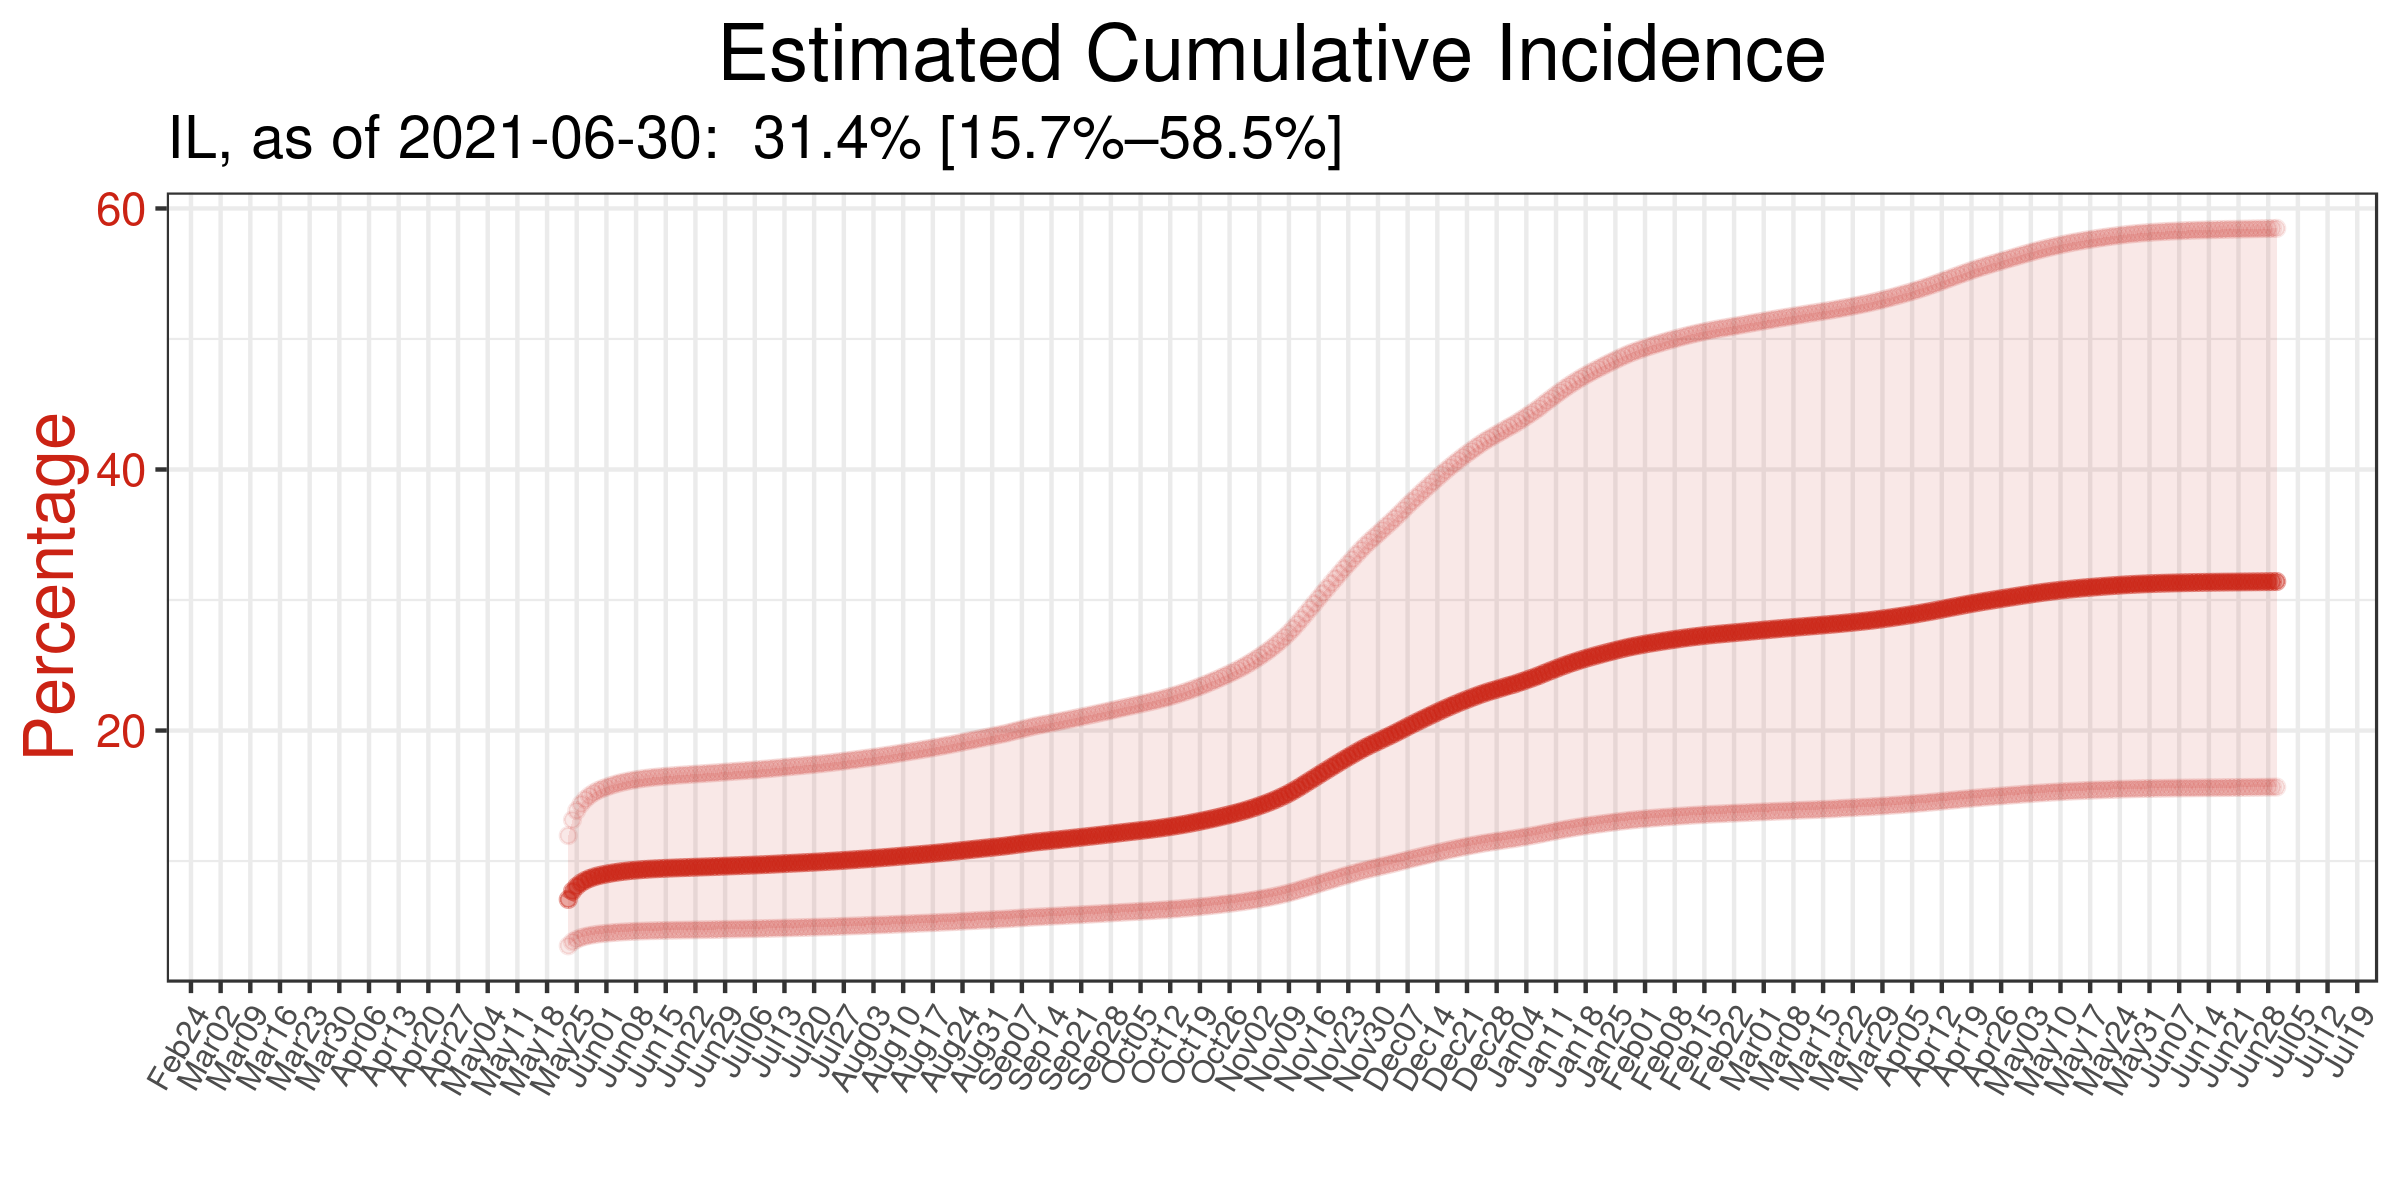 Estimated Cumulative Incidence
IL, as of 2021-06-30:  31.4% [15.7%–58.5%]
Percentage
60
40
20
Feb24
Mar02
Mar09
Mar16
Mar23
Mar30
Apr06
Apr13
Apr20
Apr27
May04
May11
May18
May25
Jun01
Jun08
Jun15
Jun22
Jun29
Jul06
Jul13
Jul20
Jul27
Aug03
Aug10
Aug17
Aug24
Aug31
Sep07
Sep14
Sep21
Sep28
Oct05
Oct12
Oct19
Oct26
Nov02
Nov09
Nov16
Nov23
Nov30
Dec07
Dec14
Dec21
Dec28
Jan04
Jan11
Jan18
Jan25
Feb01
Feb08
Feb15
Feb22
Mar01
Mar08
Mar15
Mar22
Mar29
Apr05
Apr12
Apr19
Apr26
May03
May10
May17
May24
May31
Jun07
Jun14
Jun21
Jun28
Jul05
Jul12
Jul19